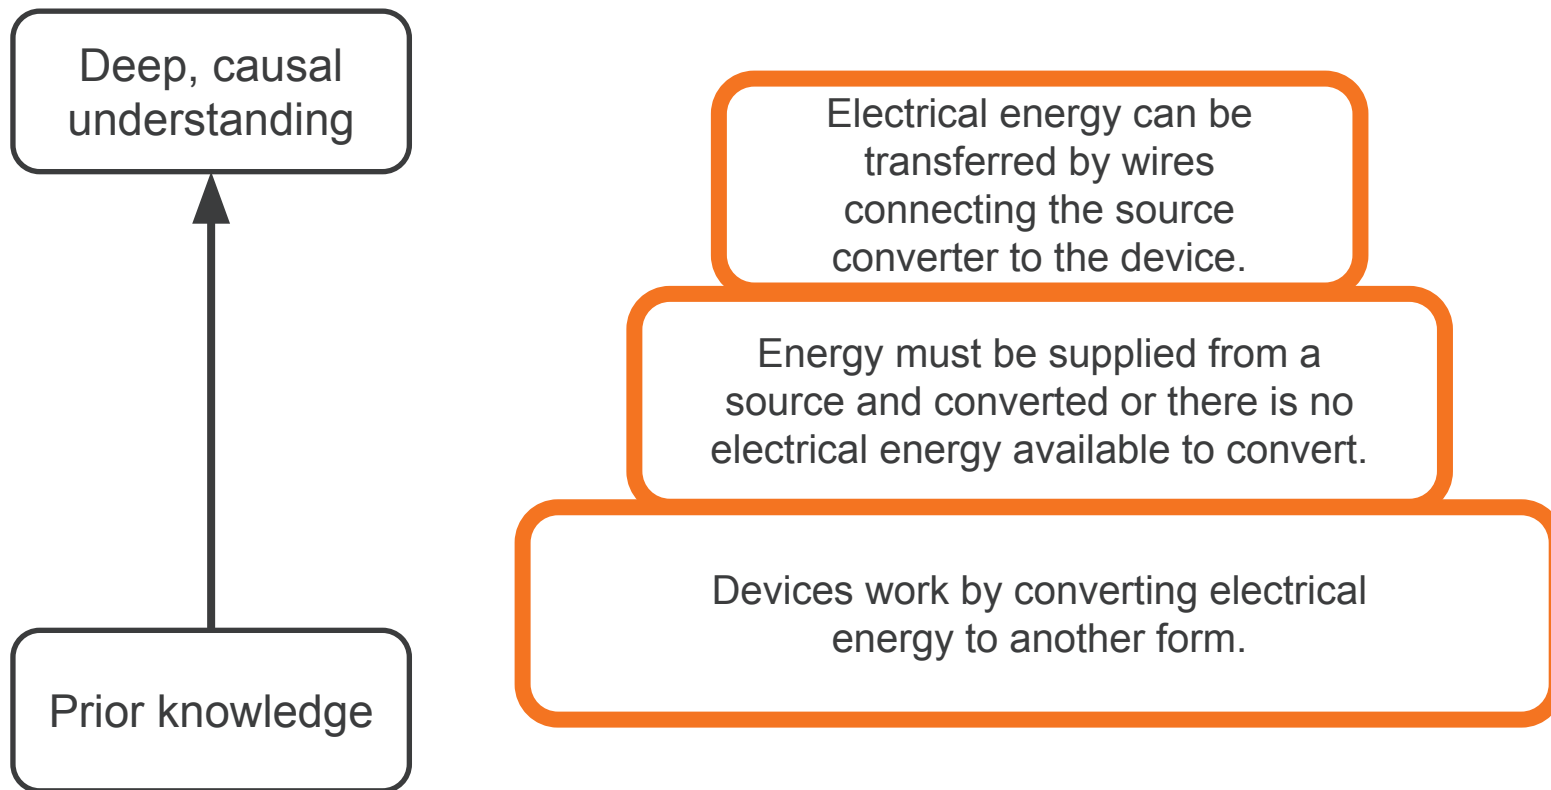 Deep, causal
understanding
Electrical energy can be
transferred by wires
connecting the source
converter to the device.
Energy must be supplied from a
source and converted or there is no
electrical energy available to convert.
Devices work by converting electrical
energy to another form.
Prior knowledge